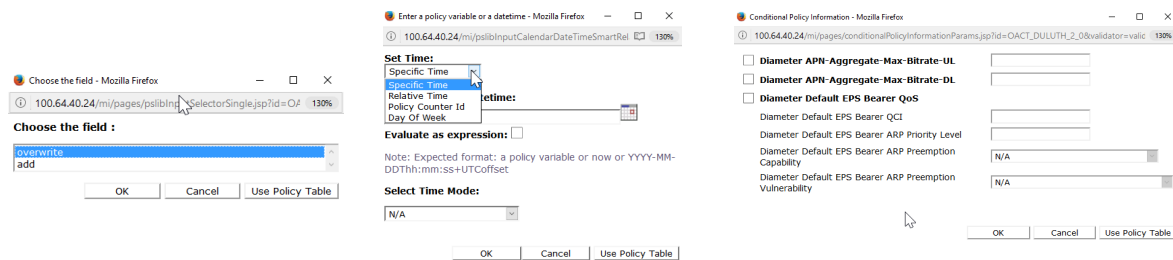 Choose the field - Mozilla Firefox
100.64.40.24/mi/pages/pslibInputSelectorSingle.jsp?id=OA 130%
Choose the field :
overwrite
add
OK Cancel Use Policy Table
Enter a policy variable or a datetime - Mozilla Firefox
100.64.40.24/mi/pslibInputCalendarDateTimeSmartRel 130%
Set Time:
Specific Time
Specific Time
Relative Time
Policy Counter Id
Day Of Week
etime:
Evaluate as expression:
Note: Expected format: a policy variable or now or YYYY-MM-
DDThh:mm:ss+UTCoffset
Select Time Mode:
N/A
OK Cancel Use Policy Table
Conditional Policy Information - Mozilla Firefox
100.64.40.24/mi/pages/conditionalPolicyInformationParams.jsp?id=OACT_DULUTH_2_0&validator=valid 130%
Diameter APN-Aggregate-Max-Bitrate-UL
Diameter APN-Aggregate-Max-Bitrate-DL
Diameter Default EPS Bearer QoS
Diameter Default EPS Bearer QCI
Diameter Default EPS Bearer ARP Priority Level
Diameter Default EPS Bearer ARP Preemption
Capability
N/A
Diameter Default EPS Bearer ARP Preemption
Vulnerability
N/A
OK Cancel Use Policy Table